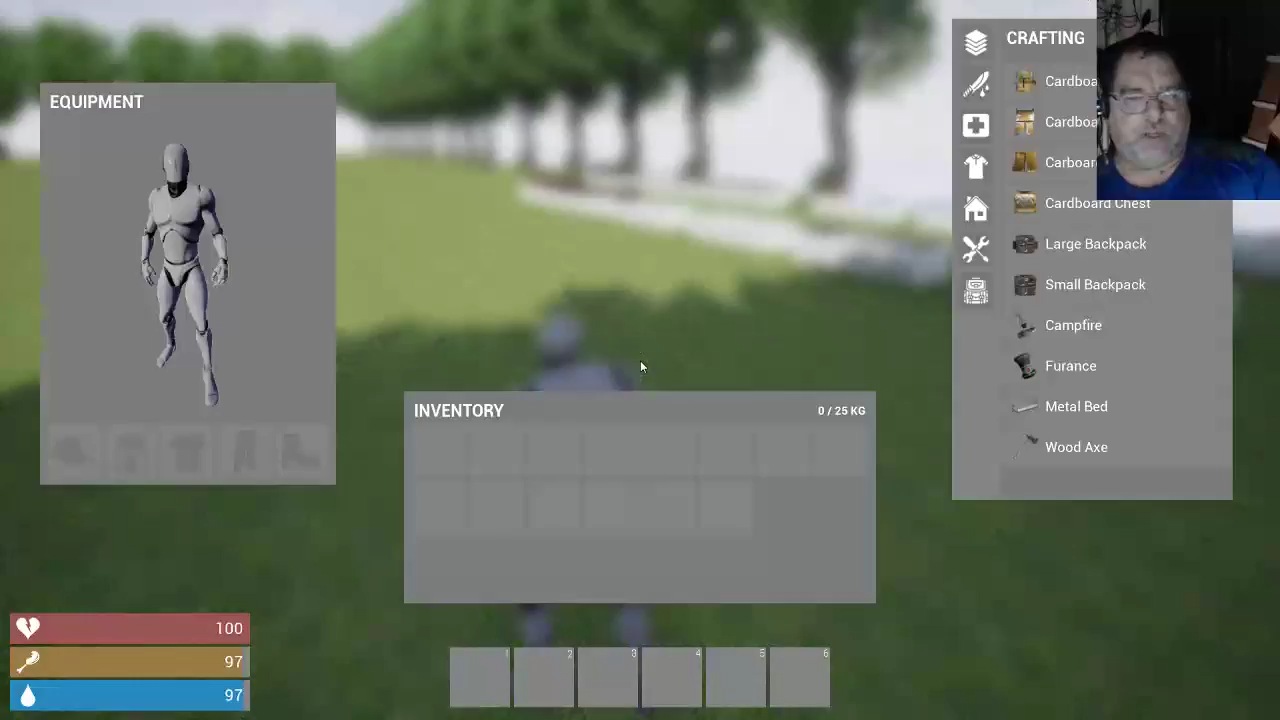 EQUIPMENT
CRAFTING
Cardboa
Cardboa
Carboar
Cardboard Chest
Large Backpack
Small Backpack
Campfire
Furance
Metal Bed
Wood Axe
INVENTORY
0 / 25 KG
100
97
97
1
2
3
4
5
6